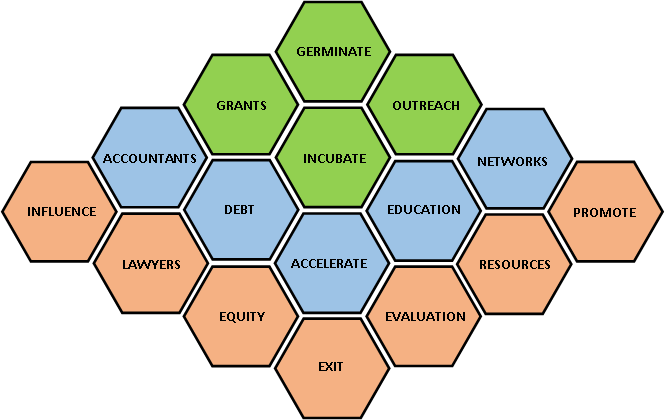 GERMINATE
GRANTS
OUTREACH
ACCOUNTANTS
INCUBATE
NETWORKS
INFLUENCE
DEBT
EDUCATION
PROMOTE
LAWYERS
ACCELERATE
RESOURCES
EQUITY
EVALUATION
EXIT